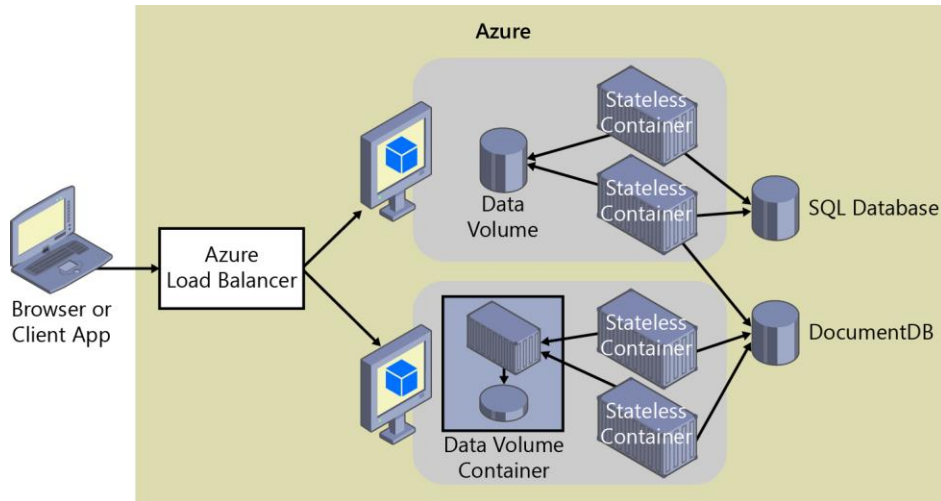 Azure
Stateless
Container
Stateless
Container
Data
Volume
SQL Database
Azure
Load Balancer
Browser or
Client App
Stateless
Container
DocumentDB
Stateless
Container
Data Volume
Container